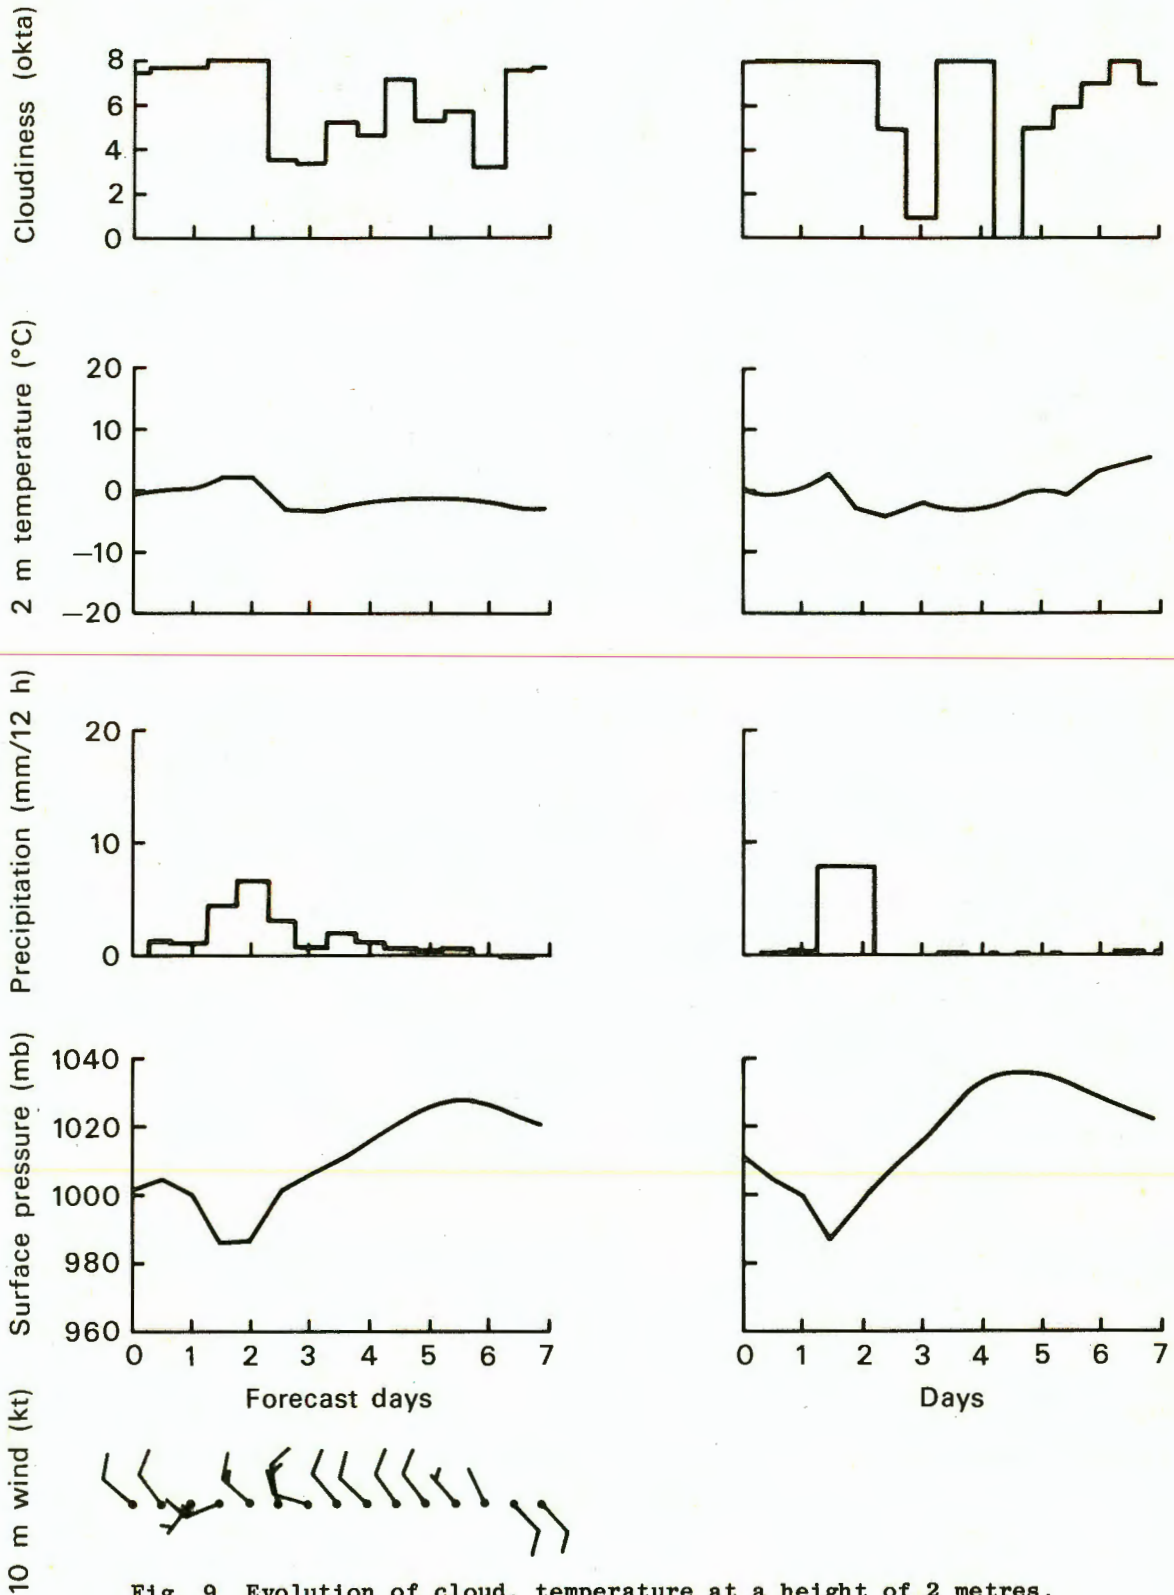 Cloudiness (okta)
8
6
4
2
0
2 m temperature (°C)
20
10
0
—10
—20
Precipitation (mm/12 h)
20
10
0
Surface pressure (mb)
1040
1020
1000
980
960
0 1 2 3 4 5 6 7
0 1 2 3 4 5 6 7
Forecast days
Days
10 m wind (kt)
Fig. 9 Evolution of cloud, temperature at a height of 2 metres,